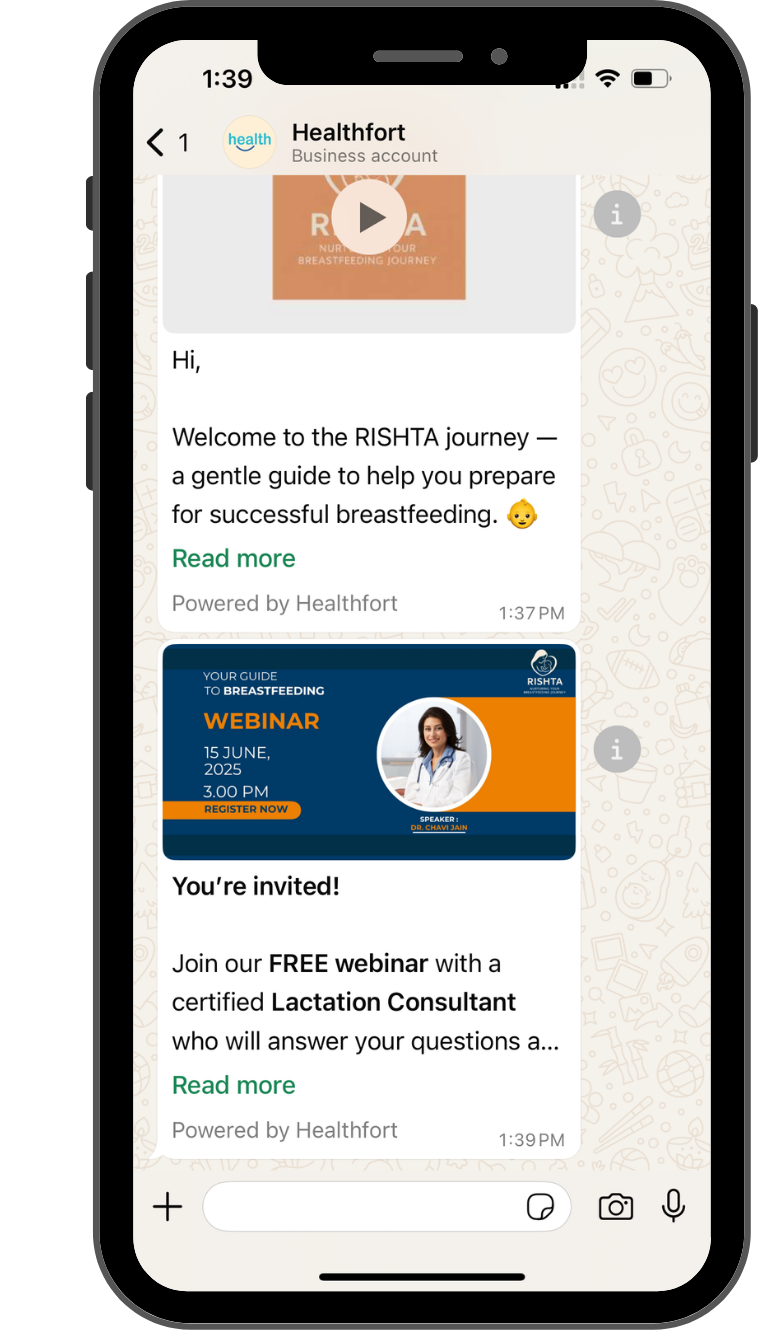 1:39
1
health
Healthfort
Business account
NURTURING YOUR
BREASTFEEDING JOURNEY
Hi,
Welcome to the RISHTA journey —
a gentle guide to help you prepare
for successful breastfeeding. 👶
Read more
Powered by Healthfort
1:37 PM
YOUR GUIDE
TO BREASTFEEDING
WEBINAR
15 JUNE,
2025
3.00 PM
REGISTER NOW
RISHTA
NURTURING YOUR
BREASTFEEDING JOURNEY
SPEAKER :
DR. CHAVI JAIN
You're invited!
Join our FREE webinar with a
certified Lactation Consultant
who will answer your questions a...
Read more
Powered by Healthfort
1:39 PM